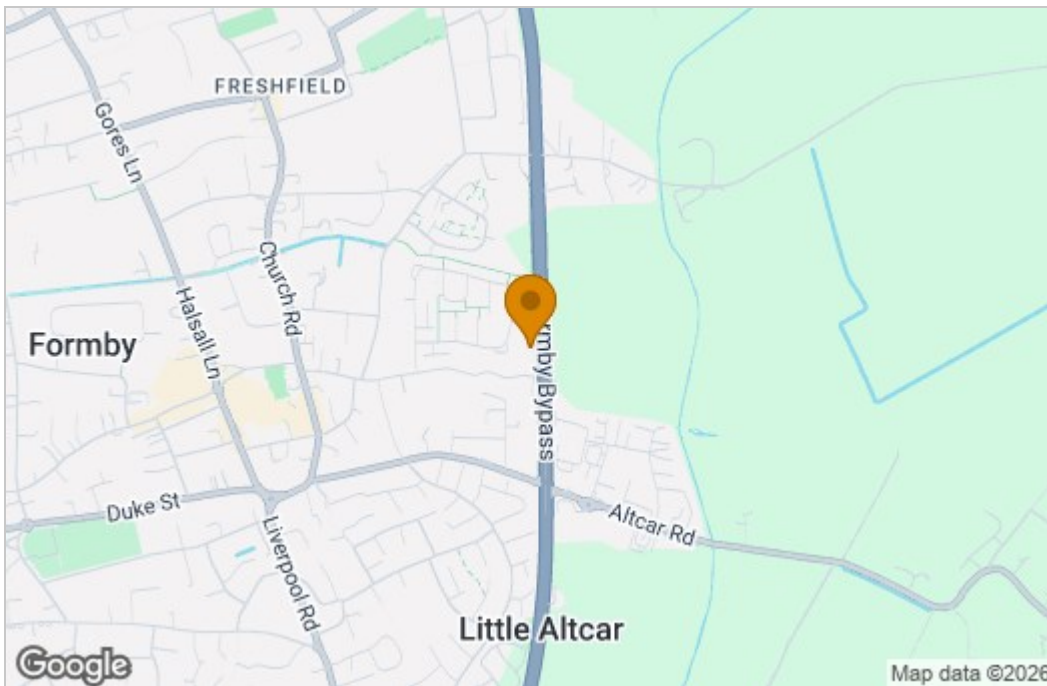 FRESHFIELD
Gores Ln
Church Rd
Halsall Ln
Formby
Bypass
Duke St
Liverpool Rd
Altcar Rd
Little Altcar
Google
Map data ©2026